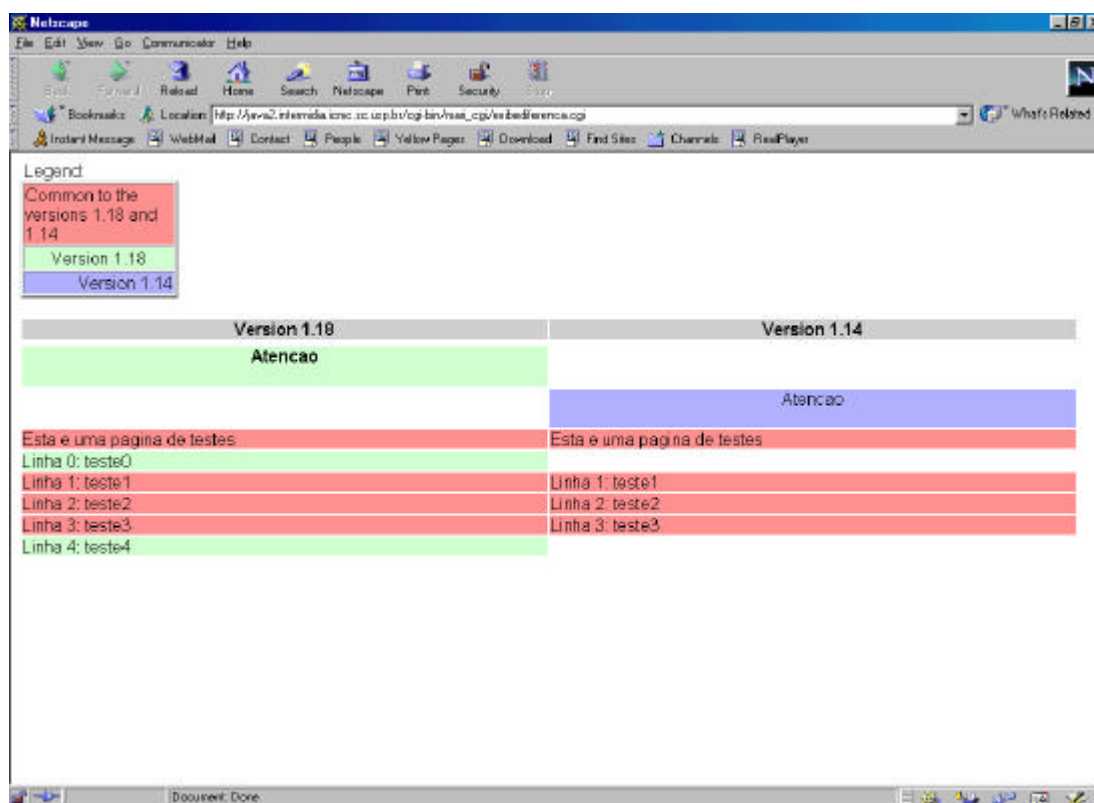 Netscape
File Edit View Go Communicator Help
Back Forward Reload Home Search Netscape Print Security Stop
Bookmarks Location: What's Related
Instant Message WebMail Contact People Yellow Pages Download Find Sites Channels RealPlayer
Legend:
Common to the
versions 1.18 and
1.14
Version 1.18
Version 1.14
Version 1.18 Version 1.14
Atencao
Atencao
Esta e uma pagina de testes Esta e uma pagina de testes
Linha 0: teste0
Linha 1: teste1 Linha 1: teste1
Linha 2: teste2 Linha 2: teste2
Linha 3: teste3 Linha 3: teste3
Linha 4: teste4
Document: Done